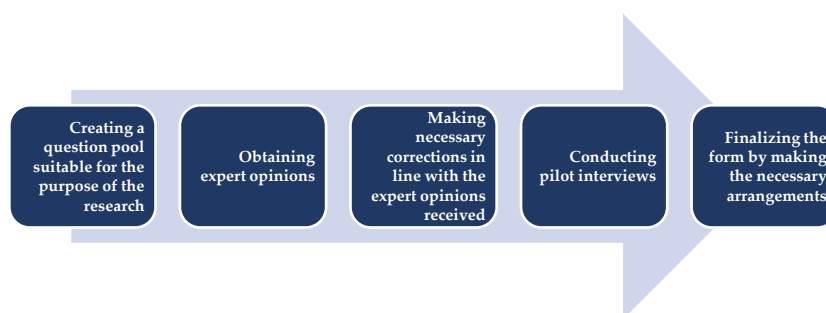 Creating a
question pool
suitable for the
purpose of the
research
Obtaining
expert opinions
Making
necessary
corrections in
line with the
expert opinions
received
Conducting
pilot interviews
Finalizing the
form by making
the necessary
arrangements